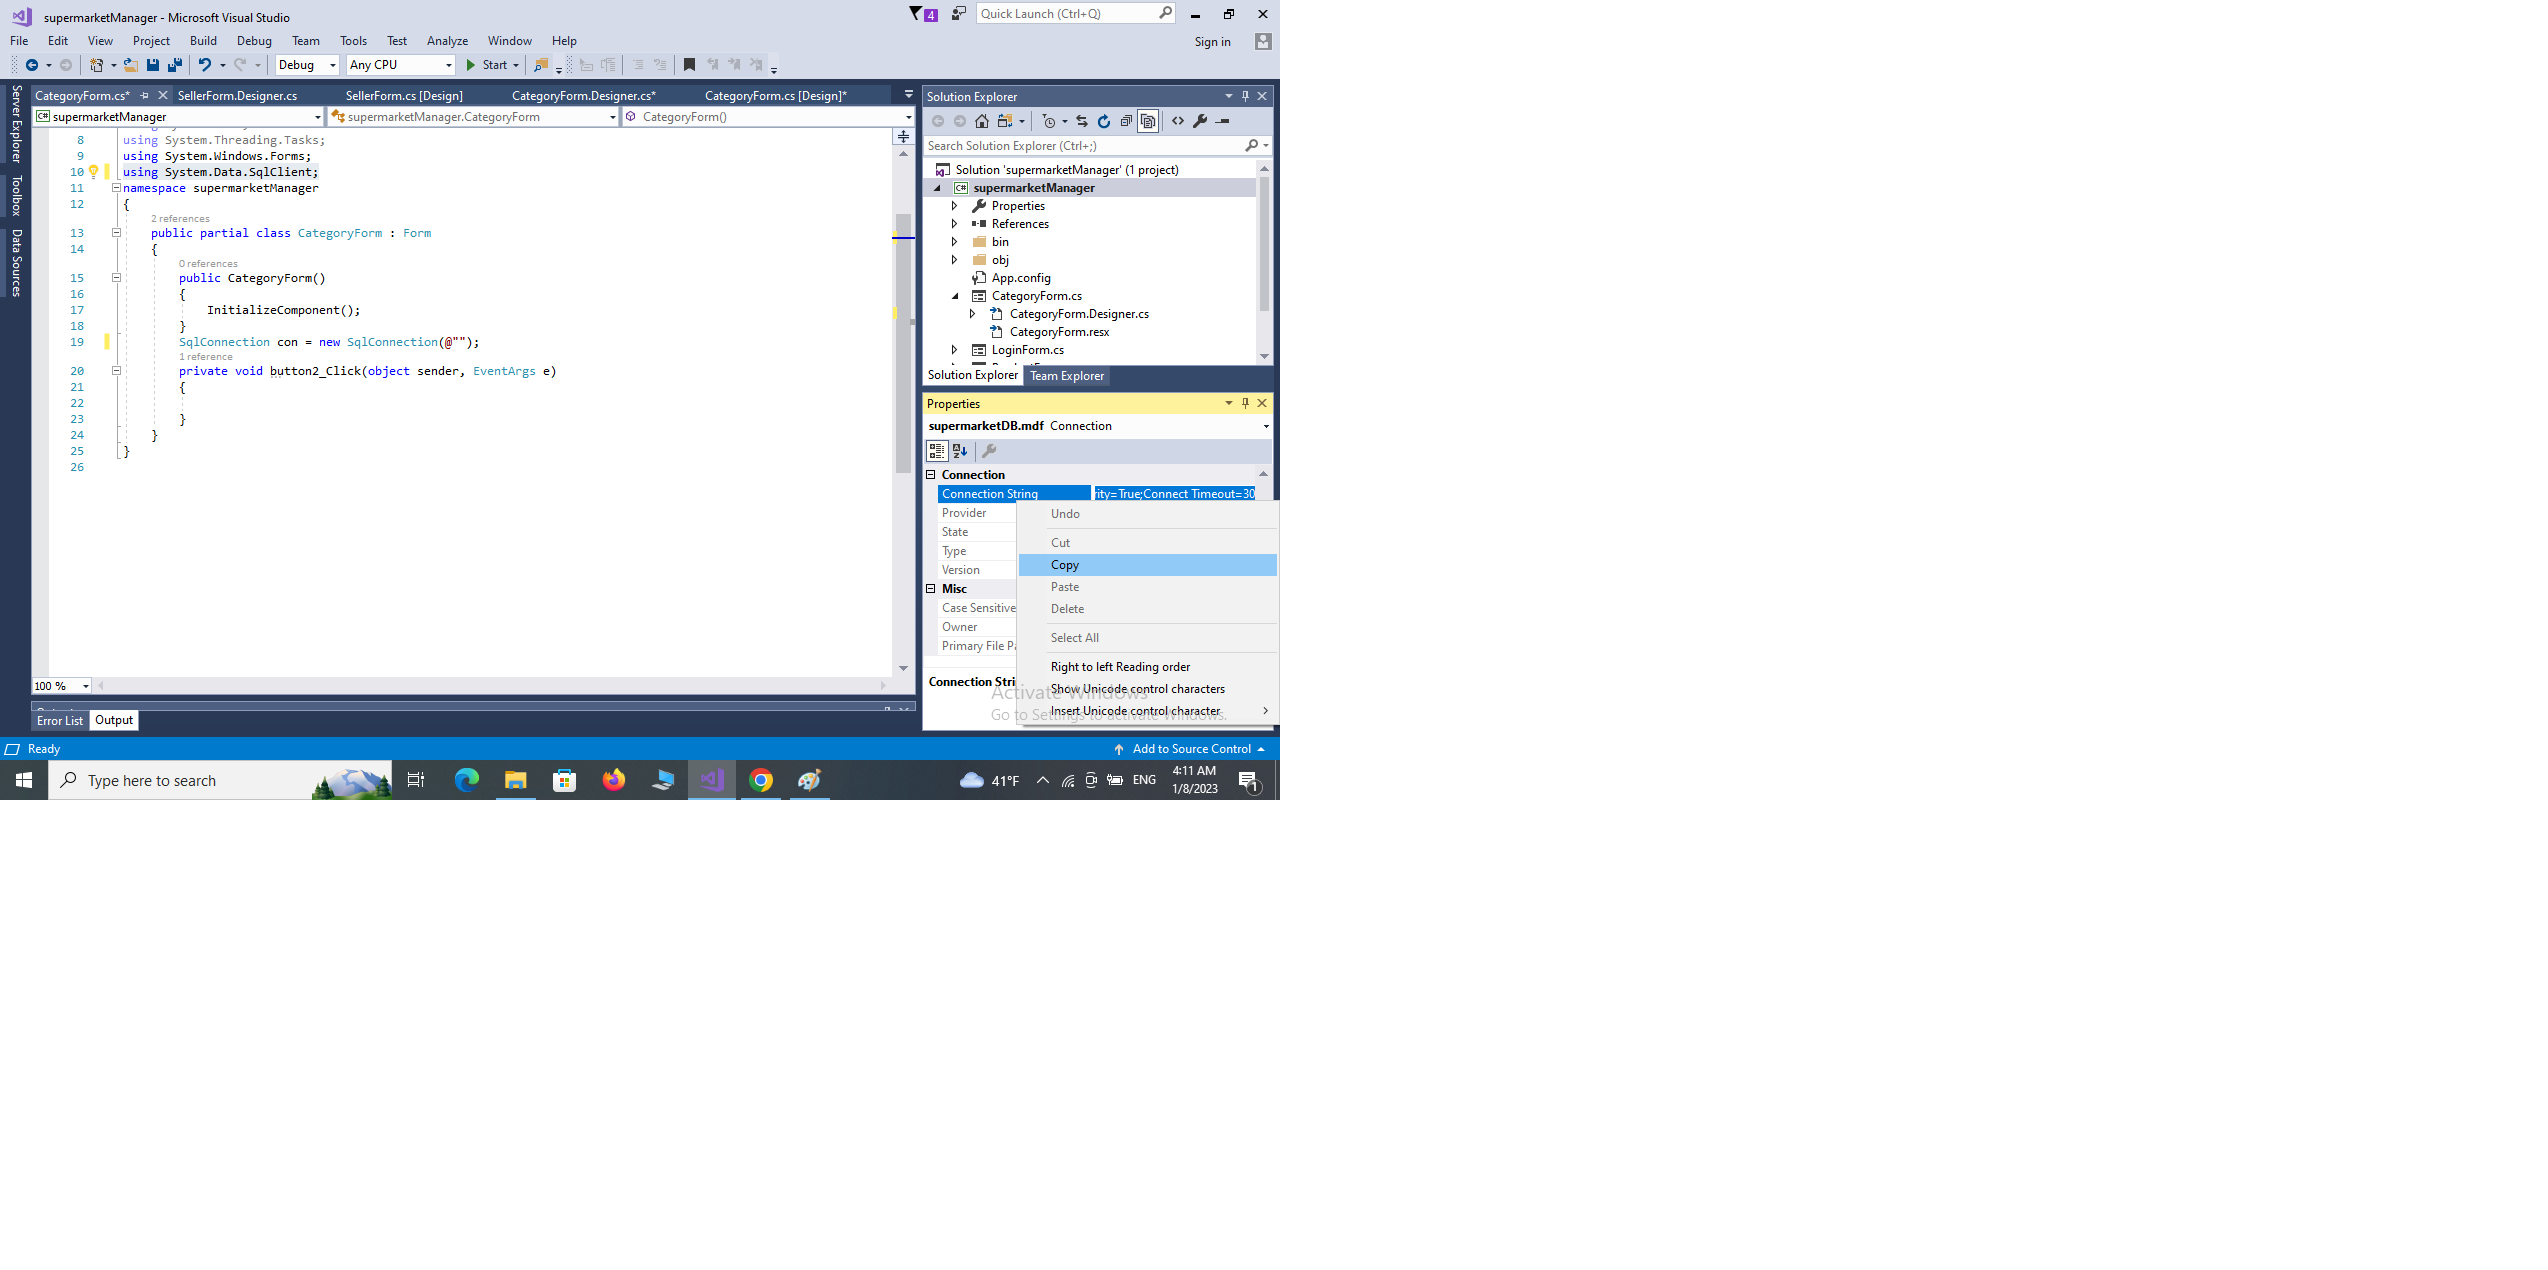 supermarketManager - Microsoft Visual Studio
4
Quick Launch (Ctrl+Q)
File Edit View Project Build Debug Team Tools Test Analyze Window Help
Sign in
Debug Any CPU Start
Server Explorer
Toolbox
Data Sources
CategoryForm.cs* SellerForm.Designer.cs SellerForm.cs [Design] CategoryForm.Designer.cs* CategoryForm.cs [Design]*
C# supermarketManager supermarketManager.CategoryForm CategoryForm()
8 using System.Threading.Tasks;
9 using System.Windows.Forms;
10 using System.Data.SqlClient;
11 namespace supermarketManager
12 {
2 references
13 public partial class CategoryForm : Form
14 {
0 references
15 public CategoryForm()
16 {
17 InitializeComponent();
18 }
19 SqlConnection con = new SqlConnection(@"");
1 reference
20 private void button2_Click(object sender, EventArgs e)
21 {
22
23 }
24 }
25 }
26
100 %
Error List Output
Solution Explorer
Search Solution Explorer (Ctrl+;)
Solution 'supermarketManager' (1 project)
C# supermarketManager
Properties
References
bin
obj
App.config
CategoryForm.cs
CategoryForm.Designer.cs
CategoryForm.resx
LoginForm.cs
Solution Explorer Team Explorer
Properties
supermarketDB.mdf Connection
Connection
Connection String rity=True;Connect Timeout=30
Provider
State
Type
Version
Misc
Case Sensitive
Owner
Primary File Pa
Connection Stri
Undo
Cut
Copy
Paste
Delete
Select All
Right to left Reading order
Show Unicode control characters
Insert Unicode control character
Activate Windows
Go to Settings to activate Windows.
Ready
Add to Source Control
Type here to search
41°F
ENG
4:11 AM
1/8/2023
1